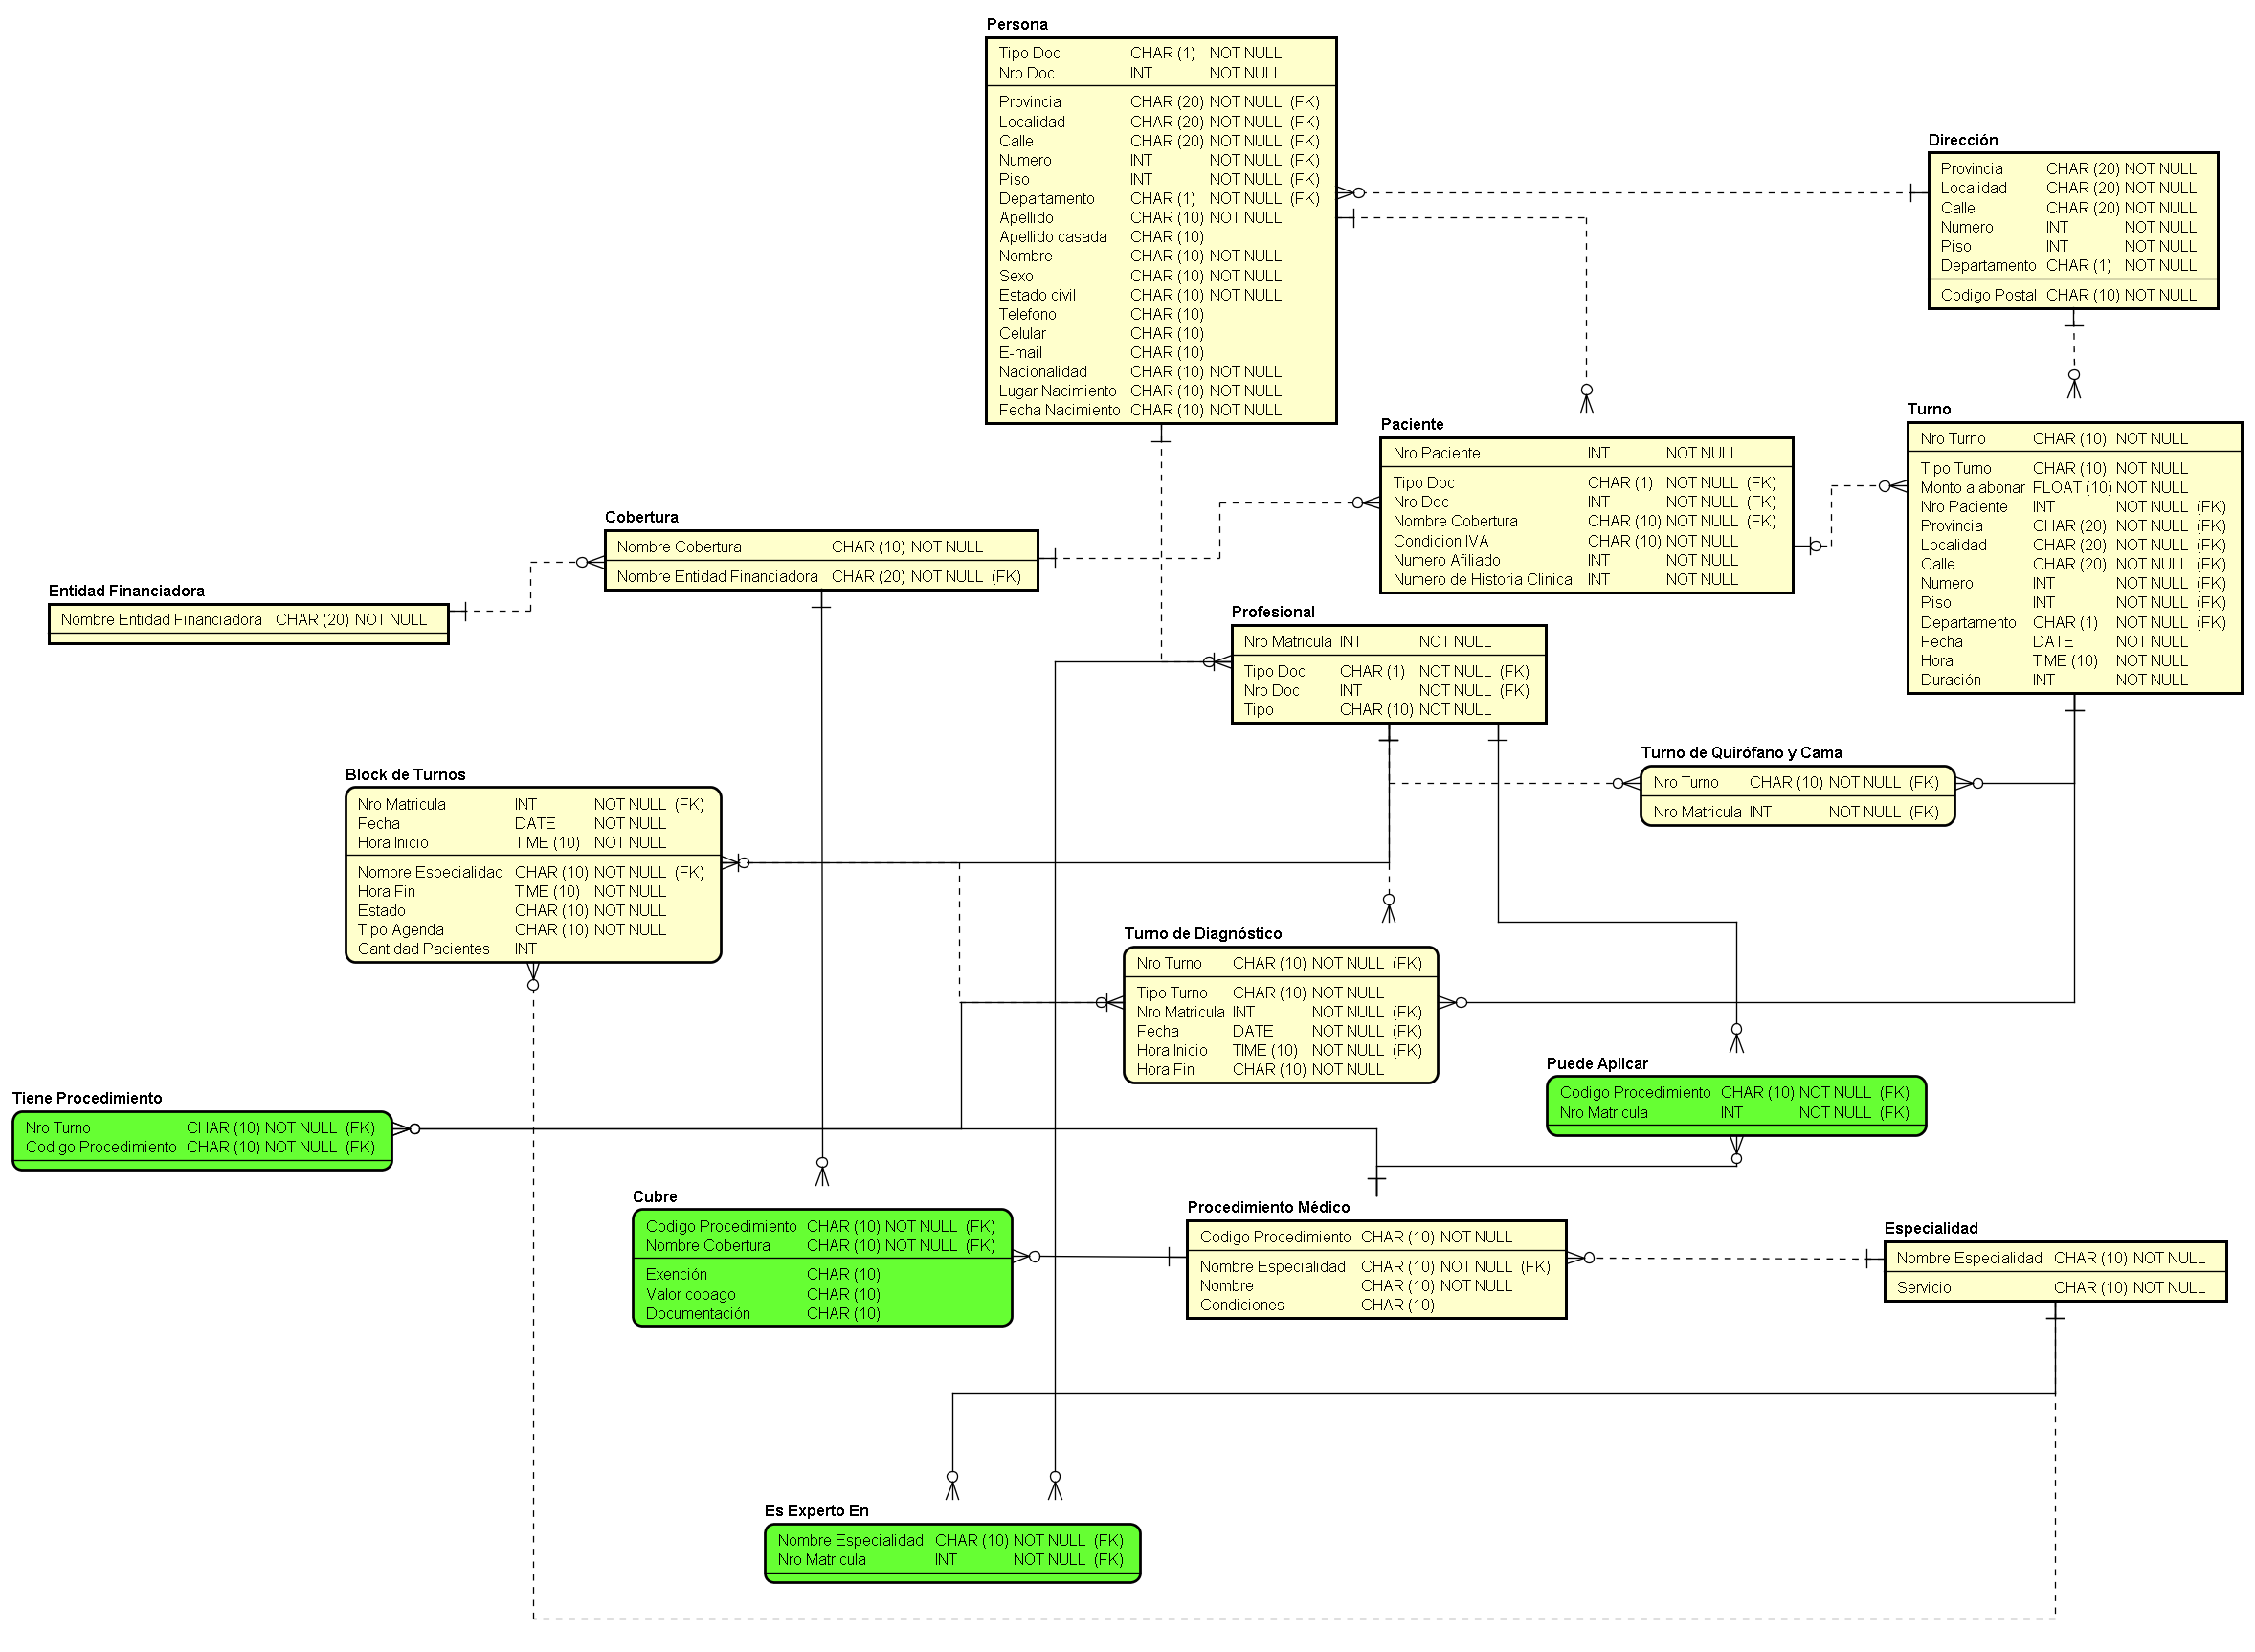 Persona
Tipo Doc CHAR (1) NOT NULL
Nro Doc INT NOT NULL
Provincia CHAR (20) NOT NULL (FK)
Localidad CHAR (20) NOT NULL (FK)
Calle CHAR (20) NOT NULL (FK)
Numero INT NOT NULL (FK)
Piso INT NOT NULL (FK)
Departamento CHAR (1) NOT NULL (FK)
Apellido CHAR (10) NOT NULL
Apellido casada CHAR (10)
Nombre CHAR (10) NOT NULL
Sexo CHAR (10) NOT NULL
Estado civil CHAR (10) NOT NULL
Telefono CHAR (10)
Celular CHAR (10)
E-mail CHAR (10)
Nacionalidad CHAR (10) NOT NULL
Lugar Nacimiento CHAR (10) NOT NULL
Fecha Nacimiento CHAR (10) NOT NULL
Dirección
Provincia CHAR (20) NOT NULL
Localidad CHAR (20) NOT NULL
Calle CHAR (20) NOT NULL
Numero INT NOT NULL
Piso INT NOT NULL
Departamento CHAR (1) NOT NULL
Codigo Postal CHAR (10) NOT NULL
Paciente
Nro Paciente INT NOT NULL
Tipo Doc CHAR (1) NOT NULL (FK)
Nro Doc INT NOT NULL (FK)
Nombre Cobertura CHAR (10) NOT NULL (FK)
Condicion IVA CHAR (10) NOT NULL
Numero Afiliado INT NOT NULL
Numero de Historia Clinica INT NOT NULL
Turno
Nro Turno CHAR (10) NOT NULL
Tipo Turno CHAR (10) NOT NULL
Monto a abonar FLOAT (10) NOT NULL
Nro Paciente INT NOT NULL (FK)
Provincia CHAR (20) NOT NULL (FK)
Localidad CHAR (20) NOT NULL (FK)
Calle CHAR (20) NOT NULL (FK)
Numero INT NOT NULL (FK)
Piso INT NOT NULL (FK)
Departamento CHAR (1) NOT NULL (FK)
Fecha DATE NOT NULL
Hora TIME (10) NOT NULL
Duración INT NOT NULL
Cobertura
Nombre Cobertura CHAR (10) NOT NULL
Nombre Entidad Financiadora CHAR (20) NOT NULL (FK)
Entidad Financiadora
Nombre Entidad Financiadora CHAR (20) NOT NULL
Profesional
Nro Matricula INT NOT NULL
Tipo Doc CHAR (1) NOT NULL (FK)
Nro Doc INT NOT NULL (FK)
Tipo CHAR (10) NOT NULL
Turno de Quirófano y Cama
Nro Turno CHAR (10) NOT NULL (FK)
Nro Matricula INT NOT NULL (FK)
Block de Turnos
Nro Matricula INT NOT NULL (FK)
Fecha DATE NOT NULL
Hora Inicio TIME (10) NOT NULL
Nombre Especialidad CHAR (10) NOT NULL (FK)
Hora Fin TIME (10) NOT NULL
Estado CHAR (10) NOT NULL
Tipo Agenda CHAR (10) NOT NULL
Cantidad Pacientes INT
Turno de Diagnóstico
Nro Turno CHAR (10) NOT NULL (FK)
Tipo Turno CHAR (10) NOT NULL
Nro Matricula INT NOT NULL (FK)
Fecha DATE NOT NULL (FK)
Hora Inicio TIME (10) NOT NULL (FK)
Hora Fin CHAR (10) NOT NULL
Puede Aplicar
Codigo Procedimiento CHAR (10) NOT NULL (FK)
Nro Matricula INT NOT NULL (FK)
Tiene Procedimiento
Nro Turno CHAR (10) NOT NULL (FK)
Codigo Procedimiento CHAR (10) NOT NULL (FK)
Cubre
Codigo Procedimiento CHAR (10) NOT NULL (FK)
Nombre Cobertura CHAR (10) NOT NULL (FK)
Exención CHAR (10)
Valor copago CHAR (10)
Documentación CHAR (10)
Procedimiento Médico
Codigo Procedimiento CHAR (10) NOT NULL
Nombre Especialidad CHAR (10) NOT NULL (FK)
Nombre CHAR (10) NOT NULL
Condiciones CHAR (10)
Especialidad
Nombre Especialidad CHAR (10) NOT NULL
Servicio CHAR (10) NOT NULL
Es Experto En
Nombre Especialidad CHAR (10) NOT NULL (FK)
Nro Matricula INT NOT NULL (FK)